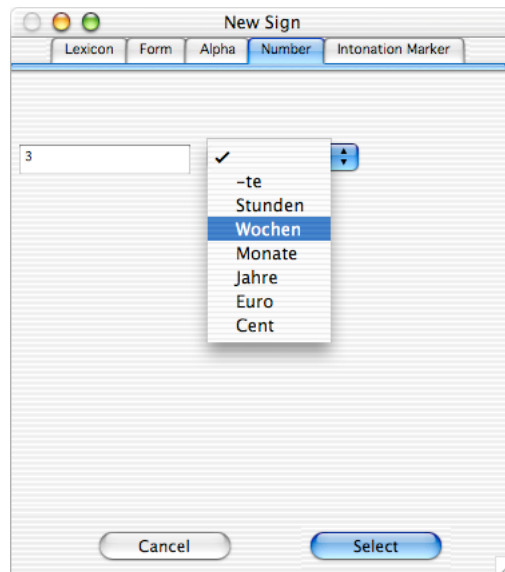 New Sign
Lexicon Form Alpha Number Intonation Marker
3
-te
Stunden
Wochen
Monate
Jahre
Euro
Cent
Cancel Select